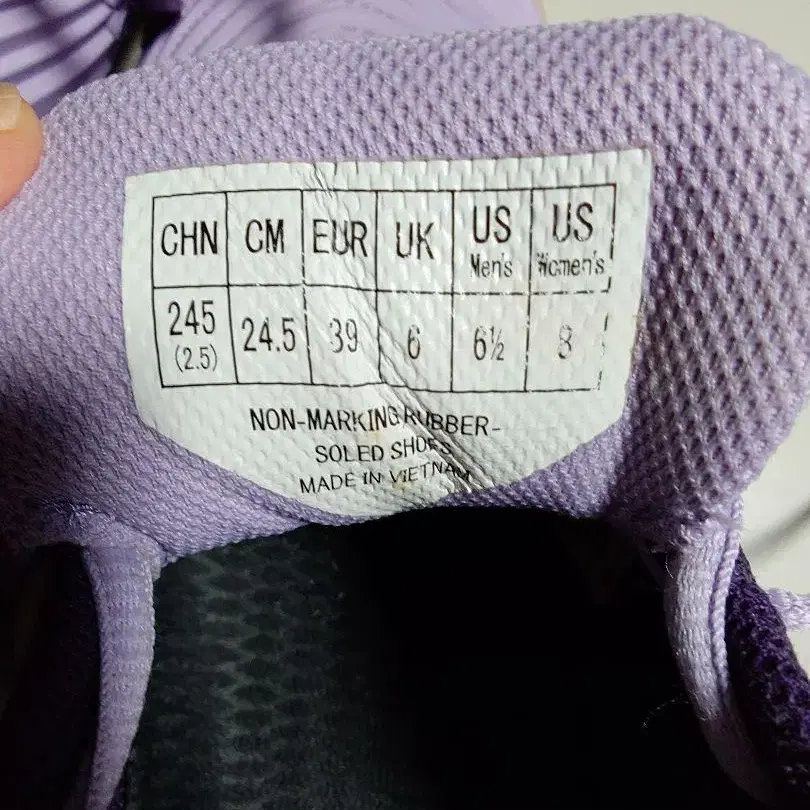 CHN CM EUR UK US Men's US Women's
245 (2.5) 24.5 39 6 6½ 8
NON-MARKING RUBBER-
SOLED SHOES
MADE IN VIETNAM